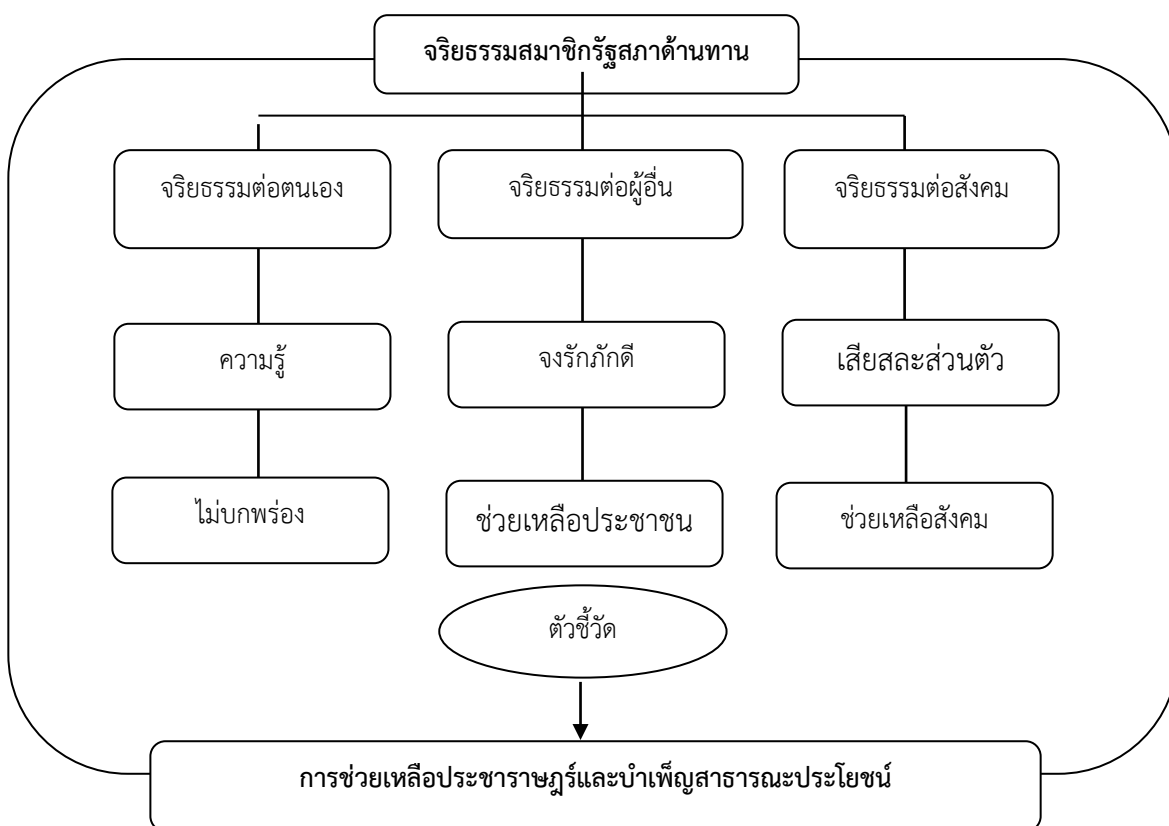 จริยธรรมสมาชิกรัฐสภาด้านทาน
จริยธรรมต่อตนเอง
จริยธรรมต่อผู้อื่น
จริยธรรมต่อสังคม
ความรู้
จงรักภักดี
เสียสละส่วนตัว
ไม่บกพร่อง
ช่วยเหลือประชาชน
ช่วยเหลือสังคม
ตัวชี้วัด
การช่วยเหลือประชาราษฎร์และบำเพ็ญสาธารณะประโยชน์